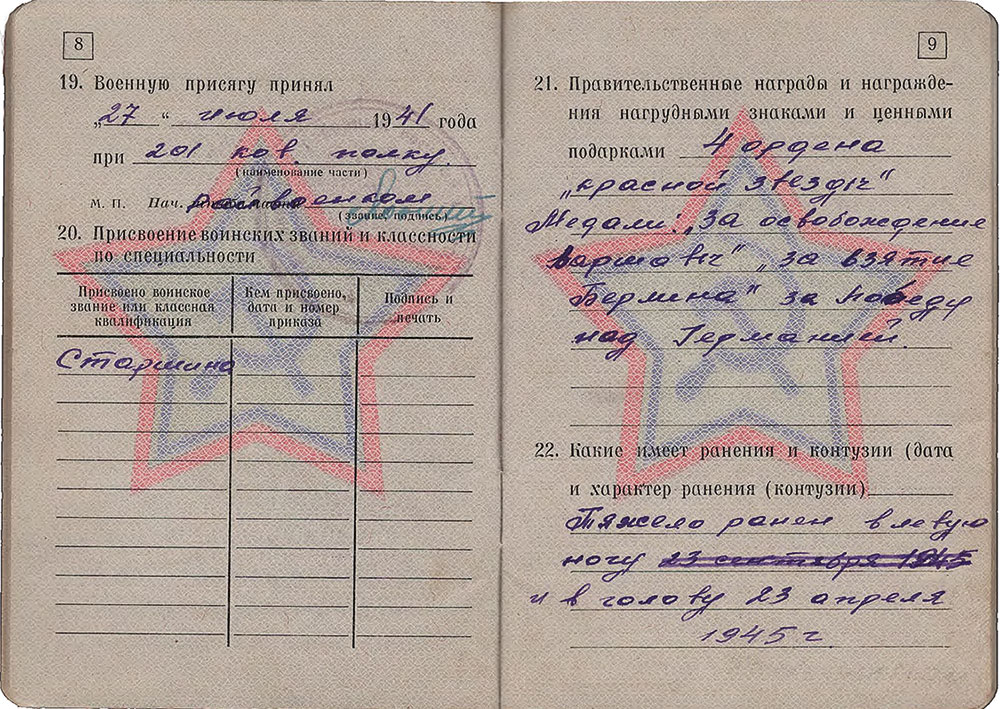 8
19. Военную присягу принял
„27“ июля 1941 года
при 201 кав. полку.
(наименование части)
М. П. Нач. военком
(звание, подпись)
20. Присвоение воинских званий и классности
по специальности
Присвоено воинское звание или классная квалификация
Кем присвоено, дата и номер приказа
Подпись и печать
Старшина
9
21. Правительственные награды и награжде-
ния нагрудными знаками и ценными
подарками 4 ордена
„красной звезды"
Медали: „За освобождение
варшавы" „за взятие
Берлина" за победу
над Германией.
22. Какие имеет ранения и контузии (дата
и характер ранения (контузии)
Тяжело ранен в левую
ногу 23 сентября 1945
и в голову 23 апреля
1945 г.